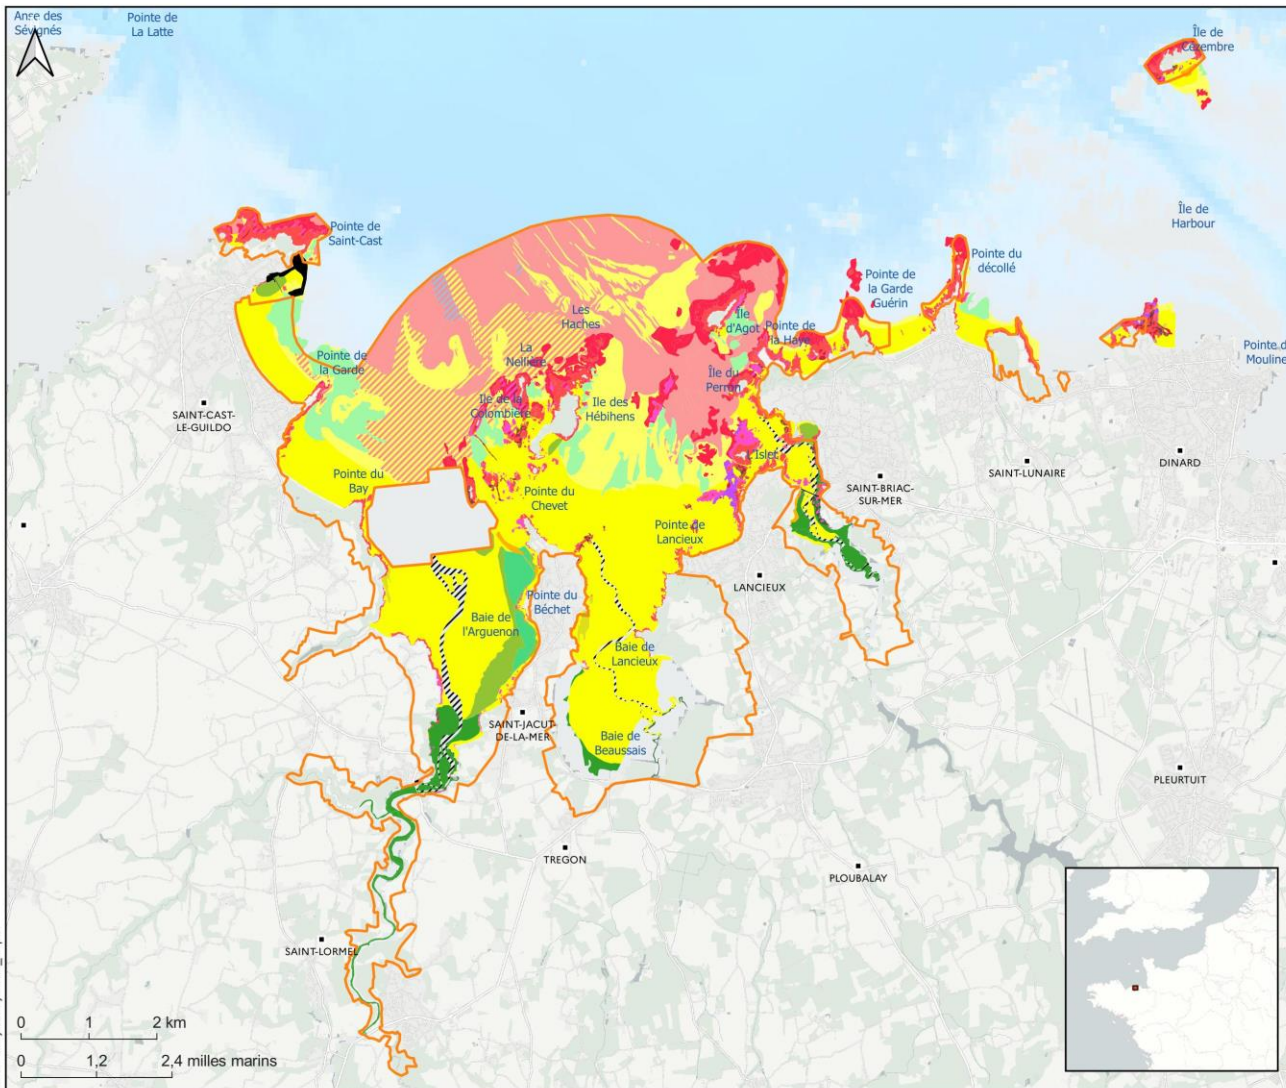 Anse des
Sévignés
Pointe de
La Latte
Île de
Cézembre
Île de
Harbour
Pointe de
Saint-Cast
Pointe du
décollé
Pointe de
la Garde
Guérin
Les
Haches
Île
d'Agot
Pointe de
la Haye
Pointe d
Mouline
La
Nellière
Pointe de
la Garde
Île du
Perron
Ile de la
Colombière
Ile des
Hébihens
SAINT-CAST-
LE-GUILDO
L'Islet
DINARD
SAINT-LUNAIRE
Pointe du
Bay
SAINT-BRIAC-
SUR-MER
Pointe du
Chevet
Pointe de
Lancieux
LANCIEUX
Pointe du
Béchet
Baie de
l'Arguenon
Baie de
Lancieux
SAINT-JACUT-
DE-LA-MER
Baie de
Beaussais
PLEURTUIT
TREGON
PLOUBALAY
SAINT-LORMEL
0 1 2 km
0 1,2 2,4 milles marins